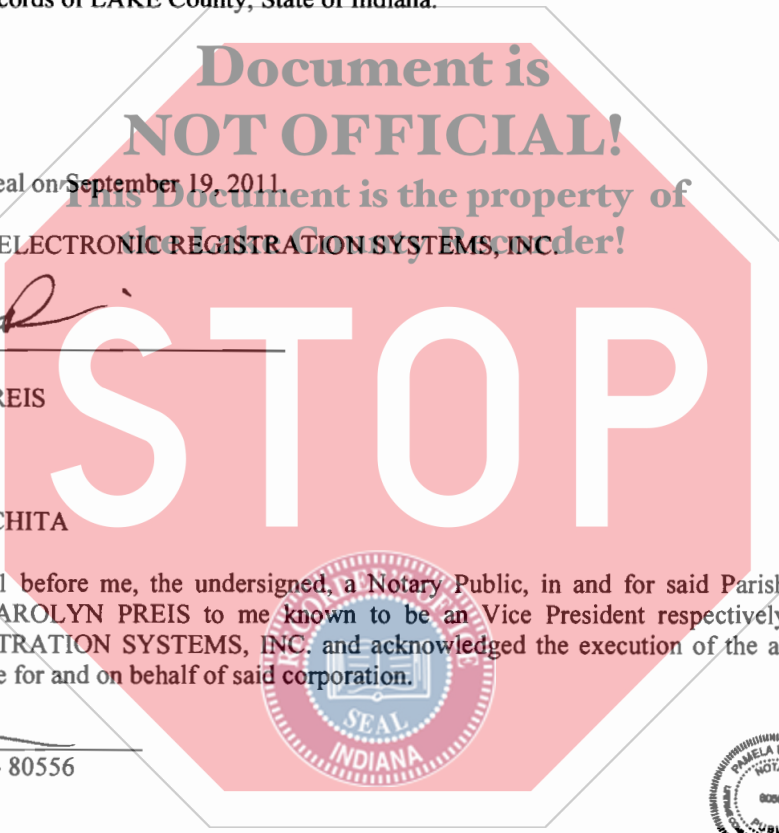 cords of LAKE County, State of Indiana.
Document is
NOT OFFICIAL!
eal on September 19, 2011.
This Document is the property of
ELECTRONIC REGISTRATION SYSTEMS, INC.
the Lake County Recorder!
STOP
REIS
CHITA
before me, the undersigned, a Notary Public, in and for said Parish
AROLYN PREIS to me known to be an Vice President respectively
TRATION SYSTEMS, INC. and acknowledged the execution of the a
e for and on behalf of said corporation.
RECORDER OFFICE
SEAL
INDIANA
80556
PAMELA